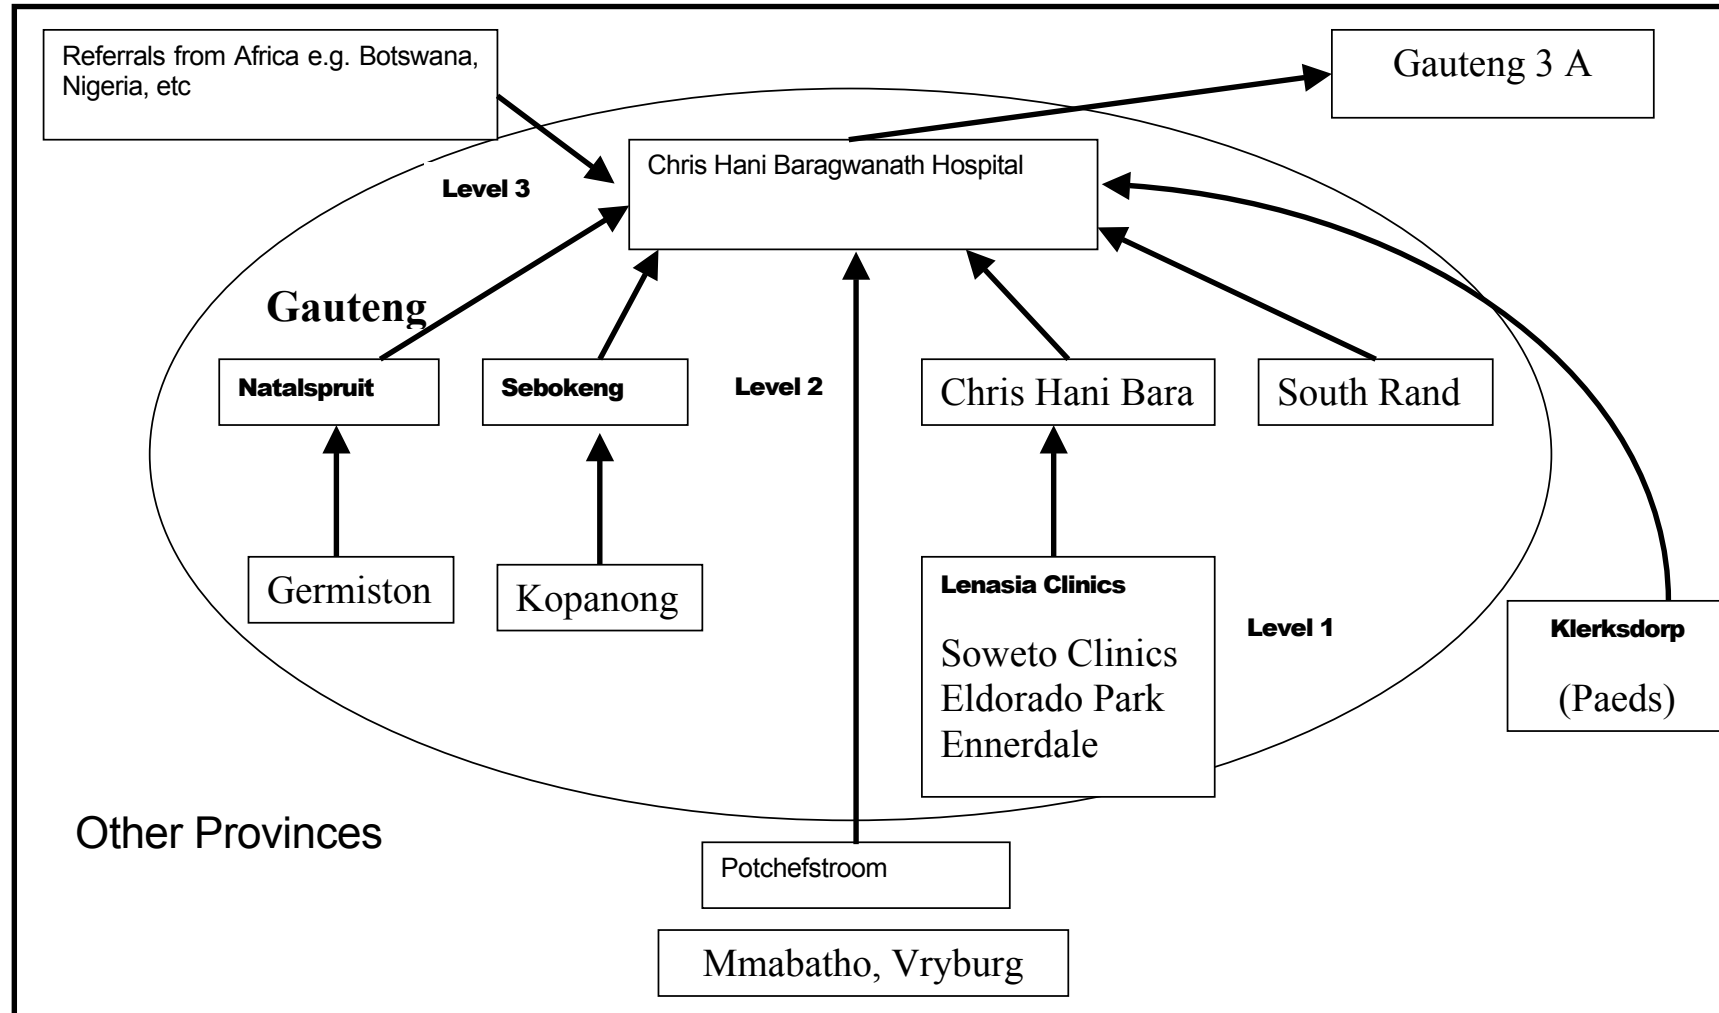 Referrals from Africa e.g. Botswana,
Nigeria, etc
Gauteng 3 A
Chris Hani Baragwanath Hospital
Level 3
Gauteng
Natalspruit
Sebokeng
Level 2
Chris Hani Bara
South Rand
Germiston
Kopanong
Lenasia Clinics
Soweto Clinics
Eldorado Park
Ennerdale
Level 1
Klerksdorp
(Paeds)
Other Provinces
Potchefstroom
Mmabatho, Vryburg